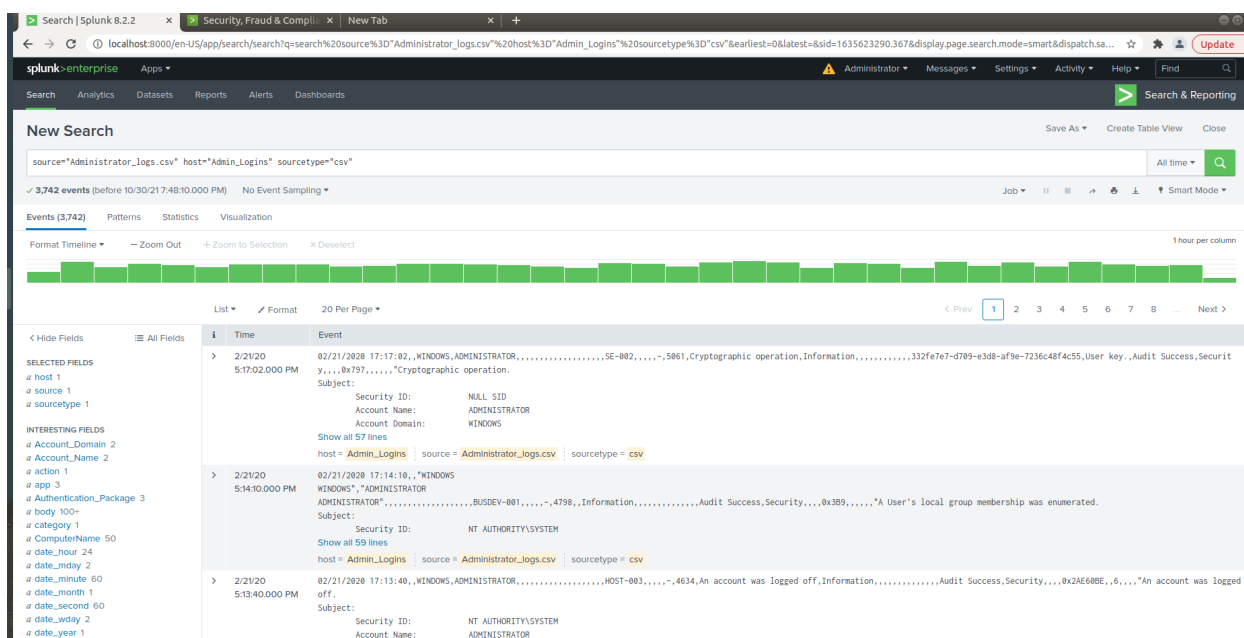 Search | Splunk 8.2.2 × Security, Fraud & Complia × New Tab × +
localhost:8000/en-US/app/search/search?q=search%20source%3D"Administrator_logs.csv"%20host%3D"Admin_Logins"%20sourcetype%3D"csv"&earliest=0&latest=&sid=1635623290.367&display.page.search.mode=smart&dispatch.sa... Update
splunk>enterprise Apps Administrator Messages Settings Activity Help Find
Search Analytics Datasets Reports Alerts Dashboards Search & Reporting
New Search Save As Create Table View Close
source="Administrator_logs.csv" host="Admin_Logins" sourcetype="csv" All time
✓ 3,742 events (before 10/30/21 7:48:10.000 PM) No Event Sampling Job Smart Mode
Events (3,742) Patterns Statistics Visualization
Format Timeline — Zoom Out + Zoom to Selection × Deselect 1 hour per column
List Format 20 Per Page < Prev 1 2 3 4 5 6 7 8 ... Next >
< Hide Fields All Fields i Time Event
SELECTED FIELDS
a host 1
a source 1
a sourcetype 1
INTERESTING FIELDS
a Account_Domain 2
a Account_Name 2
a action 1
a app 3
a Authentication_Package 3
a body 100+
a category 1
a ComputerName 50
a date_hour 24
a date_mday 2
a date_minute 60
a date_month 1
a date_second 60
a date_wday 2
a date_year 1
> 2/21/20
5:17:02.000 PM
02/21/2020 17:17:02,,WINDOWS,ADMINISTRATOR,,,,,,,,,,,,,,,,,,SE-002,,,,,-,5061,Cryptographic operation,Information,,,,,,,,,,,332fe7e7-d709-e3d8-af9e-7236c48f4c55,User key.,Audit Success,Securit
y,,,,0x797,,,,,,"Cryptographic operation.
Subject:
Security ID: NULL SID
Account Name: ADMINISTRATOR
Account Domain: WINDOWS
Show all 57 lines
host = Admin_Logins source = Administrator_logs.csv sourcetype = csv
> 2/21/20
5:14:10.000 PM
02/21/2020 17:14:10,,"WINDOWS
WINDOWS","ADMINISTRATOR
ADMINISTRATOR",,,,,,,,,,,,,,,,,,BUSDEV-001,,,,,-,4798,,Information,,,,,,,,,,,,,Audit Success,Security,,,,0x3B9,,,,,,"A User's local group membership was enumerated.
Subject:
Security ID: NT AUTHORITY\SYSTEM
Show all 59 lines
host = Admin_Logins source = Administrator_logs.csv sourcetype = csv
> 2/21/20
5:13:40.000 PM
02/21/2020 17:13:40,,WINDOWS,ADMINISTRATOR,,,,,,,,,,,,,,,,,,HOST-003,,,,,-,4634,An account was logged off,Information,,,,,,,,,,,,,Audit Success,Security,,,,0x2AE60BE,,6,,,,"An account was logged
off.
Subject:
Security ID: NT AUTHORITY\SYSTEM
Account Name: ADMINISTRATOR